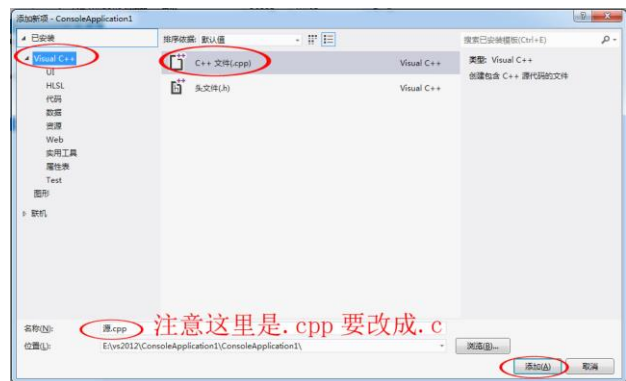 添加新项 - ConsoleApplication1
已安装
排序依据: 默认值
搜索已安装模板(Ctrl+E)
Visual C++
UI
HLSL
代码
数据
资源
Web
实用工具
属性表
Test
图形
联机
C++ 文件(.cpp) Visual C++
头文件(.h) Visual C++
类型: Visual C++
创建包含 C++ 源代码的文件
名称(N): 源.cpp 注意这里是.cpp 要改成.c
位置(L): E:\vs2012\ConsoleApplication1\ConsoleApplication1\ 浏览(B)...
添加(A) 取消